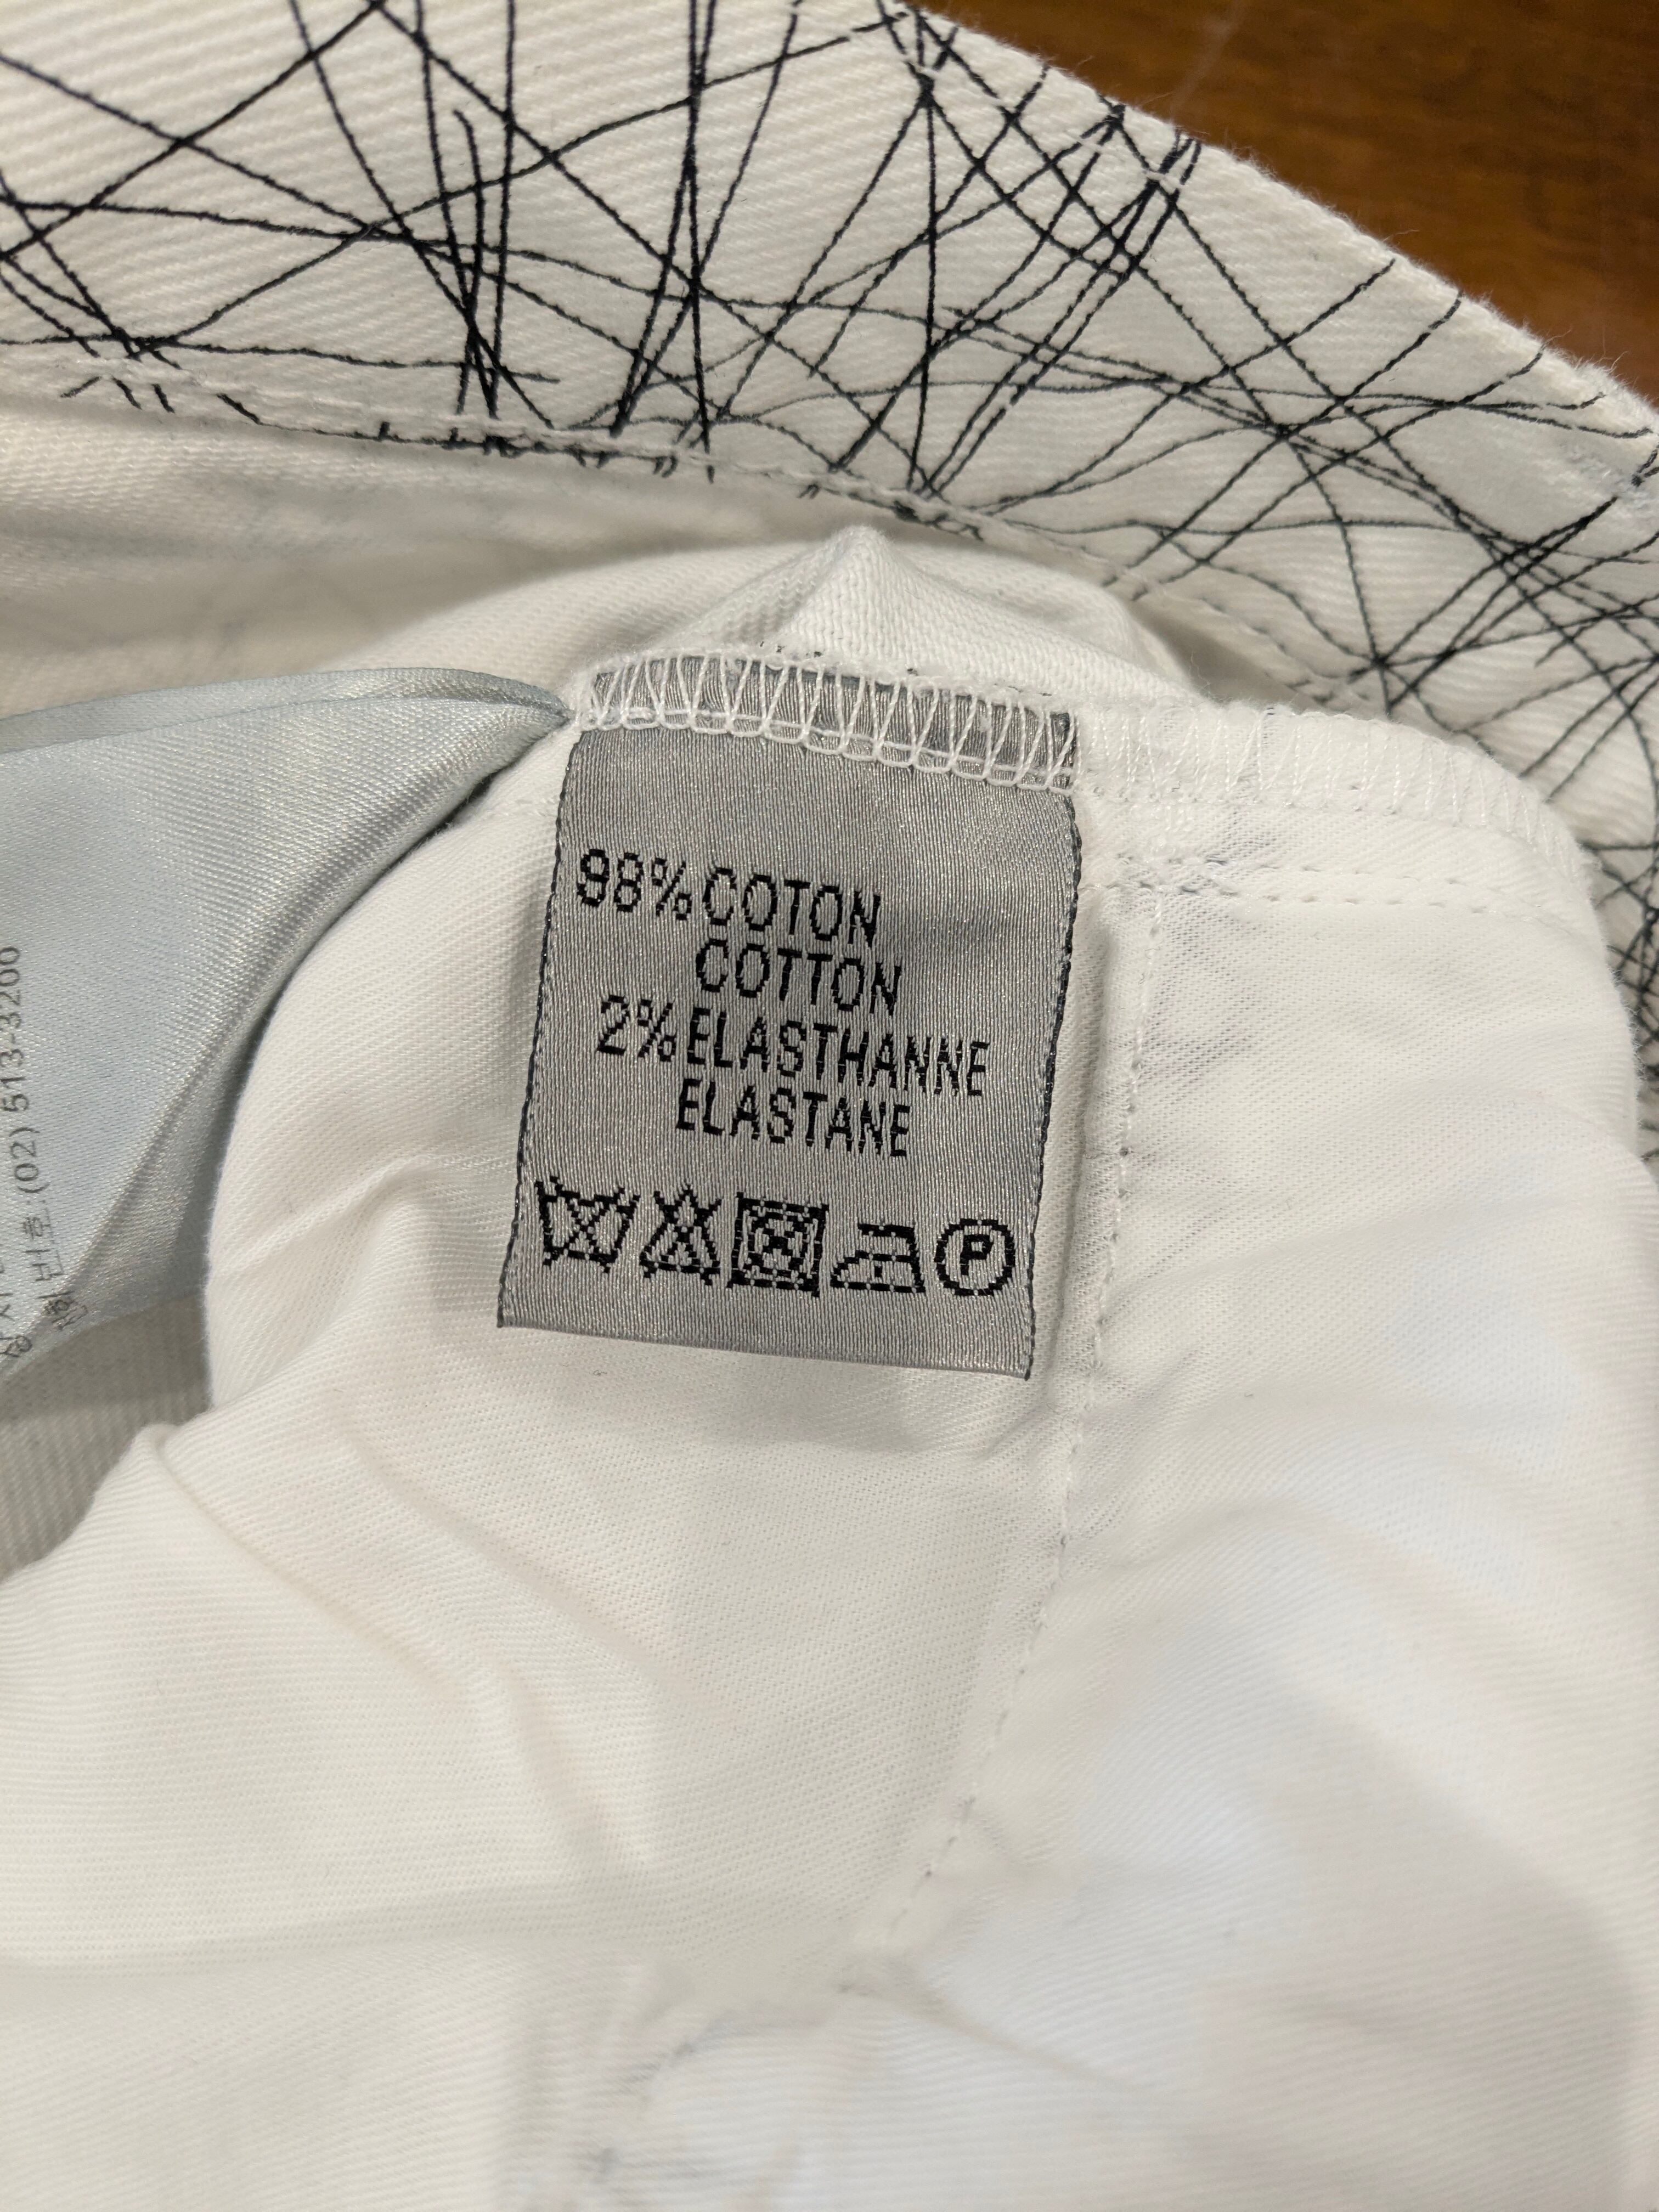 98% COTON
COTTON
2% ELASTHANNE
ELASTANE
P
(02) 513-3200